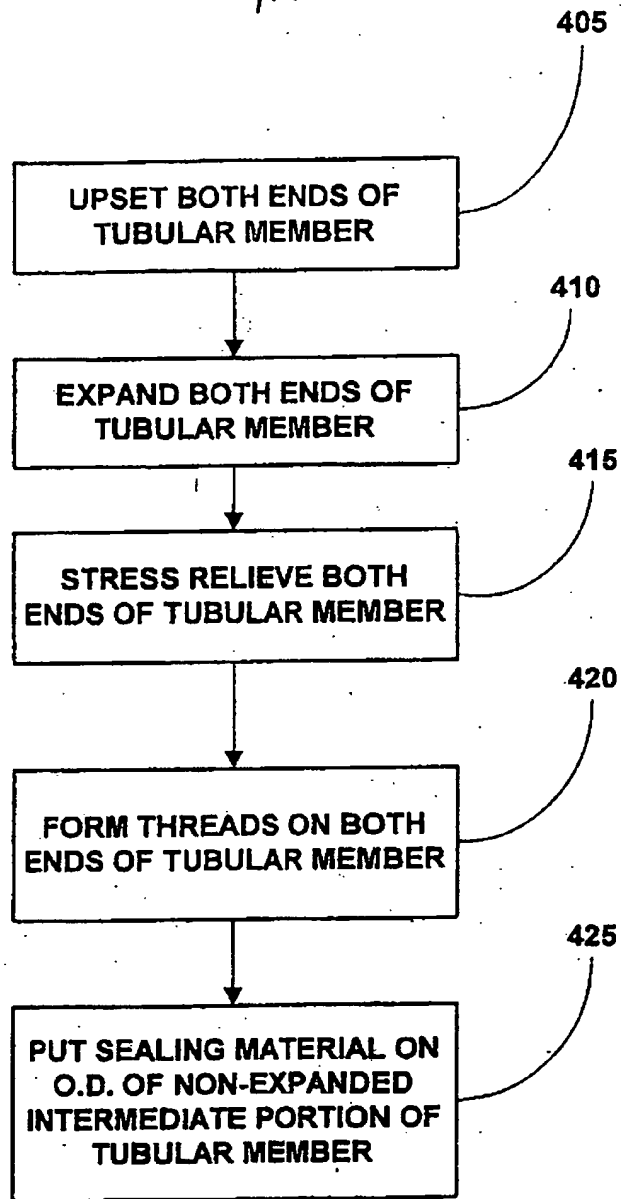 405
UPSET BOTH ENDS OF
TUBULAR MEMBER
410
EXPAND BOTH ENDS OF
TUBULAR MEMBER
415
STRESS RELIEVE BOTH
ENDS OF TUBULAR MEMBER
420
FORM THREADS ON BOTH
ENDS OF TUBULAR MEMBER
425
PUT SEALING MATERIAL ON
O.D. OF NON-EXPANDED
INTERMEDIATE PORTION OF
TUBULAR MEMBER